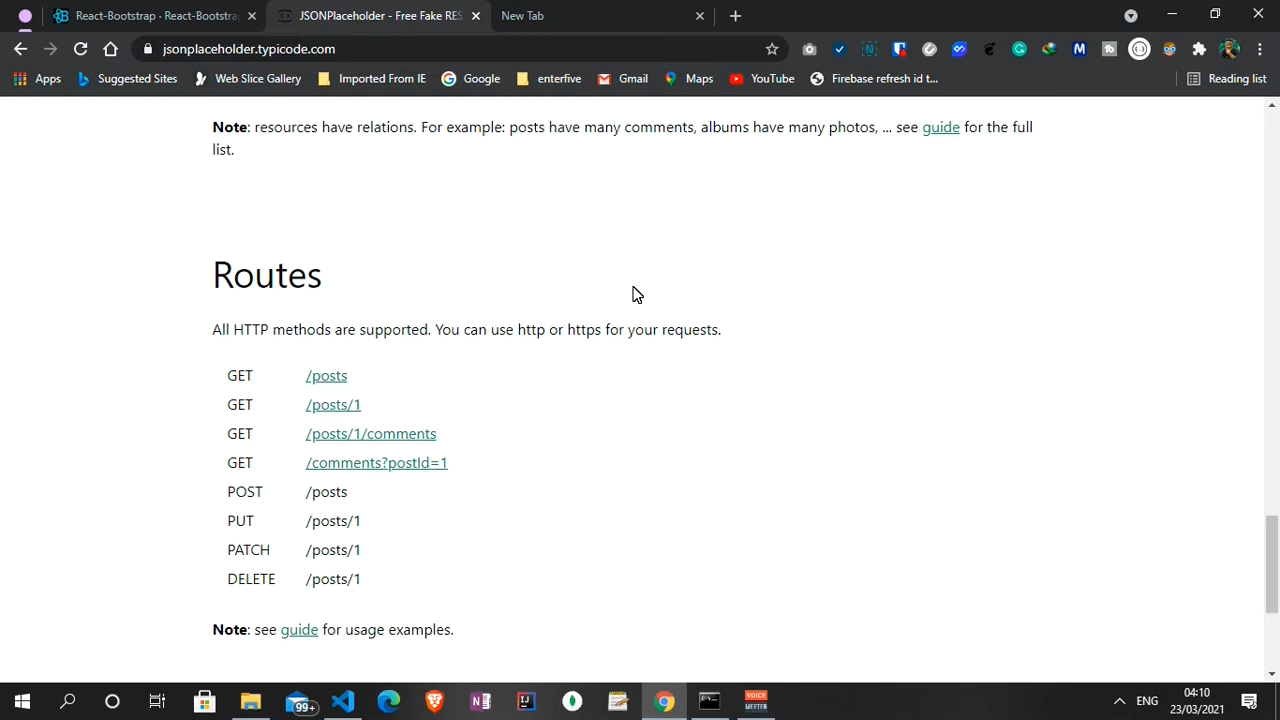 React-Bootstrap · React-Bootstra
JSONPlaceholder - Free Fake RES
New Tab
jsonplaceholder.typicode.com
Apps
Suggested Sites
Web Slice Gallery
Imported From IE
Google
enterfive
Gmail
Maps
YouTube
Firebase refresh id t...
Reading list
Note: resources have relations. For example: posts have many comments, albums have many photos, ... see guide for the full
list.
Routes
All HTTP methods are supported. You can use http or https for your requests.
GET /posts
GET /posts/1
GET /posts/1/comments
GET /comments?postId=1
POST /posts
PUT /posts/1
PATCH /posts/1
DELETE /posts/1
Note: see guide for usage examples.
99+
VOICE
MEETER
ENG
04:10
23/03/2021